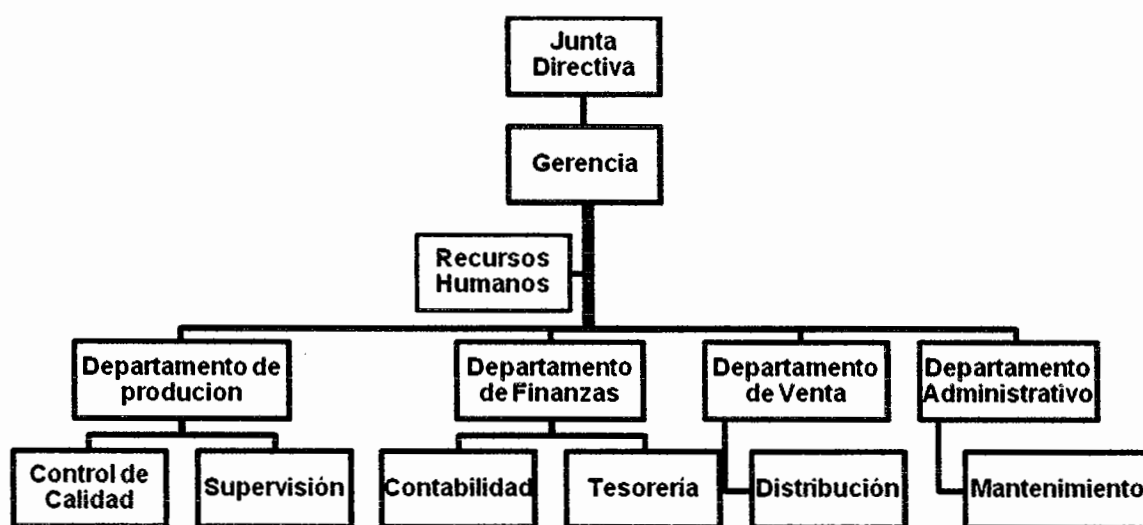 Junta
Directiva
Gerencia
Recursos
Humanos
Departamento de
producion
Departamento
de Finanzas
Departamento
de Venta
Departamento
Administrativo
Control de
Calidad
Supervisión
Contabilidad
Tesorería
Distribución
Mantenimiento